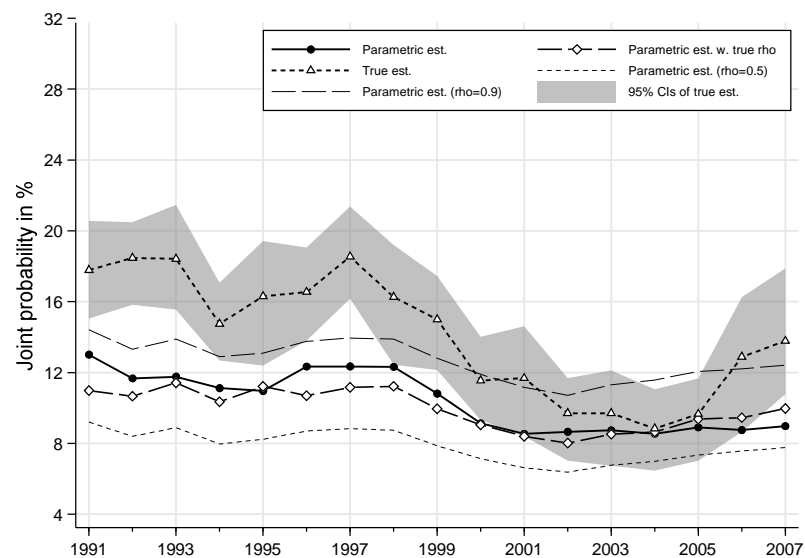 Joint probability in %
32
28
24
20
16
12
8
4
Parametric est.
True est.
Parametric est. (rho=0.9)
Parametric est. w. true rho
Parametric est. (rho=0.5)
95% CIs of true est.
1991 1993 1995 1997 1999 2001 2003 2005 2007